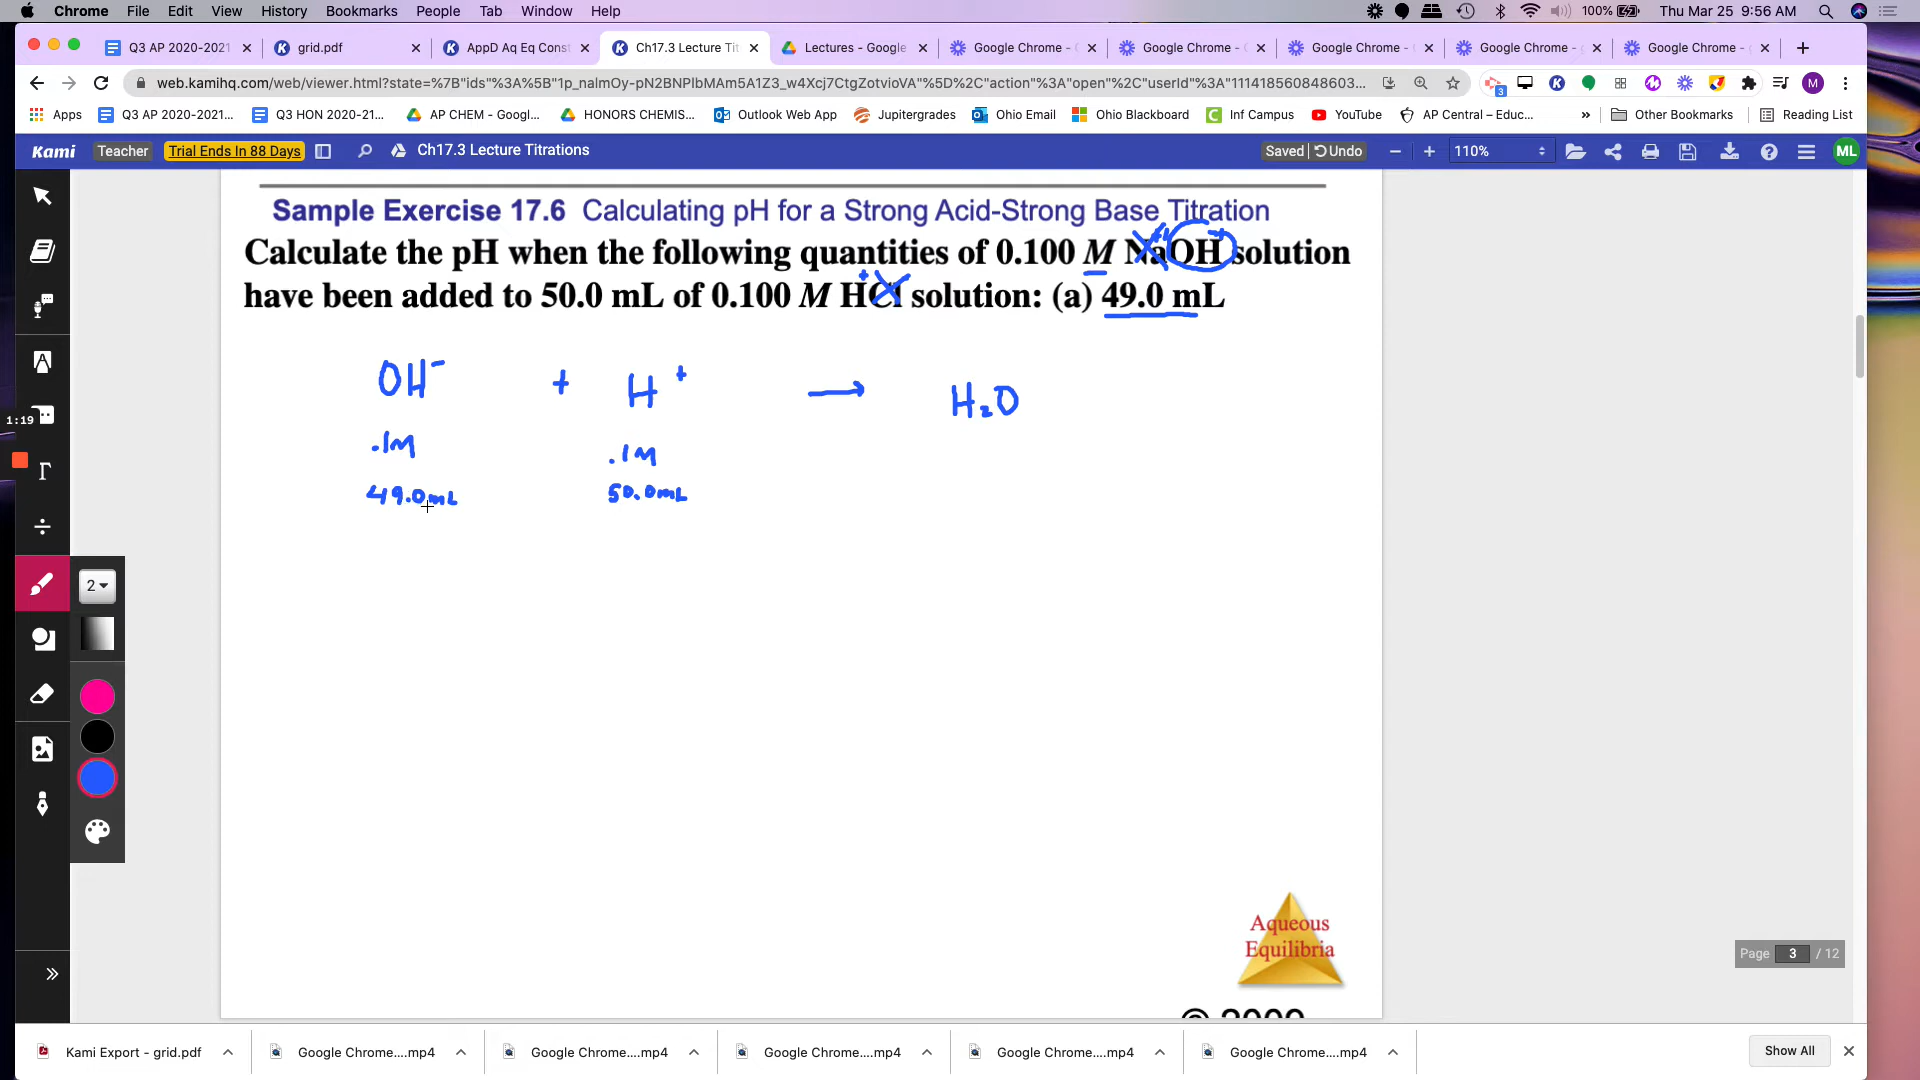 Chrome File Edit View History Bookmarks People Tab Window Help 100% Thu Mar 25 9:56 AM
Q3 AP 2020-2021 grid.pdf AppD Aq Eq Const Ch17.3 Lecture Tit Lectures - Google Google Chrome - Google Chrome - Google Chrome - Google Chrome - Google Chrome -
web.kamihq.com/web/viewer.html?state=%7B"ids"%3A%5B"1p_nalmOy-pN2BNPlbMAm5A1Z3_w4Xcj7CtgZotvioVA"%5D%2C"action"%3A"open"%2C"userId"%3A"111418560848603... 3 M
Apps Q3 AP 2020-2021... Q3 HON 2020-21... AP CHEM - Googl... HONORS CHEMIS... Outlook Web App Jupitergrades Ohio Email Ohio Blackboard Inf Campus YouTube AP Central – Educ... » Other Bookmarks Reading List
Kami Teacher Trial Ends In 88 Days Ch17.3 Lecture Titrations Saved Undo 110% ML
Sample Exercise 17.6 Calculating pH for a Strong Acid-Strong Base Titration
Calculate the pH when the following quantities of 0.100 M NaOH solution
have been added to 50.0 mL of 0.100 M HCl solution: (a) 49.0 mL
OH⁻ + H⁺ → H₂O
.1M .1M
49.0mL 50.0mL
1:19
2
Aqueous
Equilibria
Page 3 / 12
Kami Export - grid.pdf Google Chrome....mp4 Google Chrome....mp4 Google Chrome....mp4 Google Chrome....mp4 Google Chrome....mp4 Show All